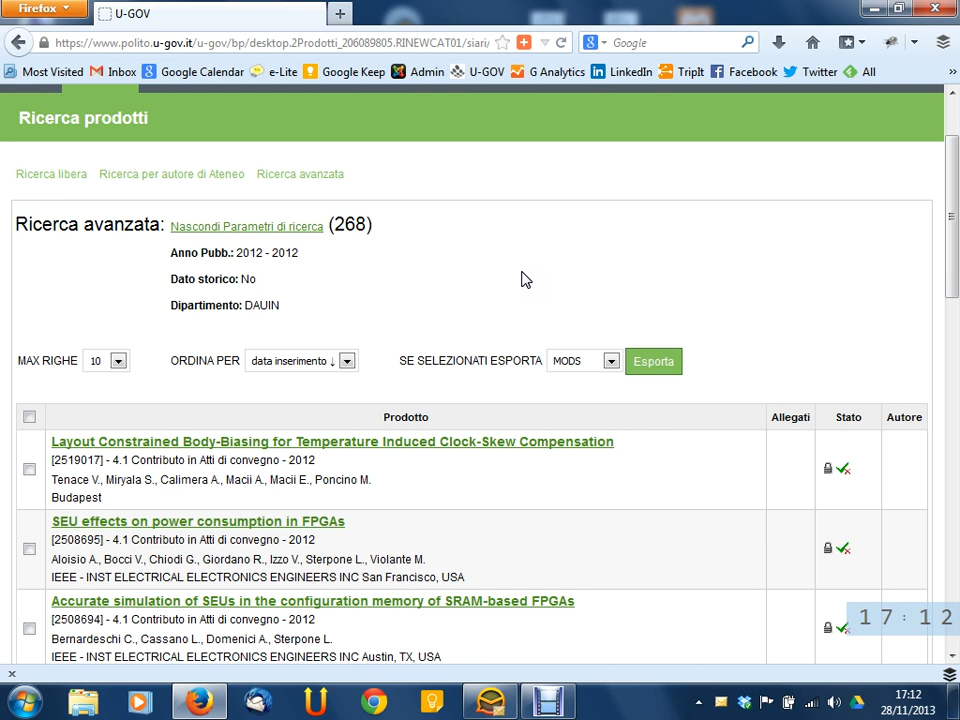 Firefox
U-GOV
https://www.polito.u-gov.it/u-gov/bp/desktop.2Prodotti_206089805.RINEWCAT01/siari/
Google
Most Visited Inbox Google Calendar e-Lite Google Keep Admin U-GOV G Analytics LinkedIn TripIt Facebook Twitter All
Ricerca prodotti
Ricerca libera Ricerca per autore di Ateneo Ricerca avanzata
Ricerca avanzata: Nascondi Parametri di ricerca (268)
Anno Pubb.: 2012 - 2012
Dato storico: No
Dipartimento: DAUIN
MAX RIGHE 10 ORDINA PER data inserimento ↓ SE SELEZIONATI ESPORTA MODS Esporta
Prodotto Allegati Stato Autore
Layout Constrained Body-Biasing for Temperature Induced Clock-Skew Compensation
[2519017] - 4.1 Contributo in Atti di convegno - 2012
Tenace V., Miryala S., Calimera A., Macii A., Macii E., Poncino M.
Budapest
SEU effects on power consumption in FPGAs
[2508695] - 4.1 Contributo in Atti di convegno - 2012
Aloisio A., Bocci V., Chiodi G., Giordano R., Izzo V., Sterpone L., Violante M.
IEEE - INST ELECTRICAL ELECTRONICS ENGINEERS INC San Francisco, USA
Accurate simulation of SEUs in the configuration memory of SRAM-based FPGAs
[2508694] - 4.1 Contributo in Atti di convegno - 2012
Bernardeschi C., Cassano L., Domenici A., Sterpone L.
IEEE - INST ELECTRICAL ELECTRONICS ENGINEERS INC Austin, TX, USA
17:12
17:12
28/11/2013